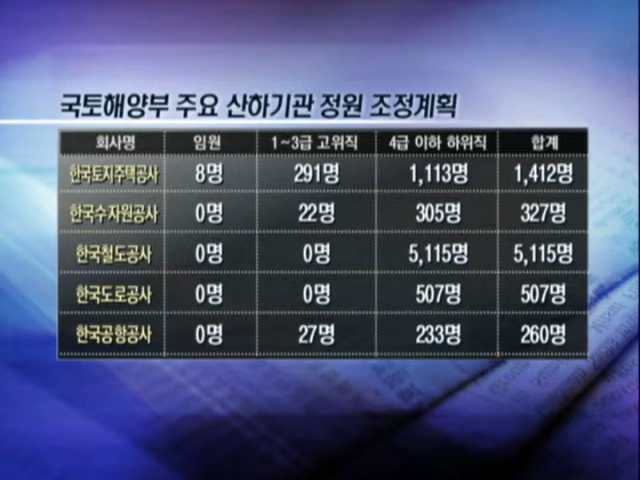 국토해양부 주요 산하기관 정원 조정계획
회사명 임원 1~3급 고위직 4급 이하 하위직 합계
한국토지주택공사 8명 291명 1,113명 1,412명
한국수자원공사 0명 22명 305명 327명
한국철도공사 0명 0명 5,115명 5,115명
한국도로공사 0명 0명 507명 507명
한국공항공사 0명 27명 233명 260명